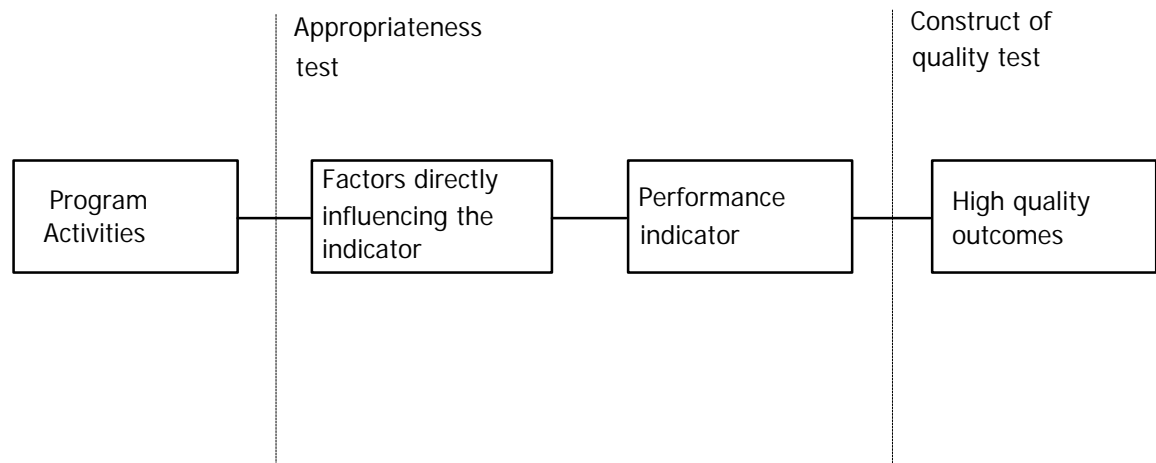 Appropriateness
test
Construct of
quality test
Program
Activities
Factors directly
influencing the
indicator
Performance
indicator
High quality
outcomes